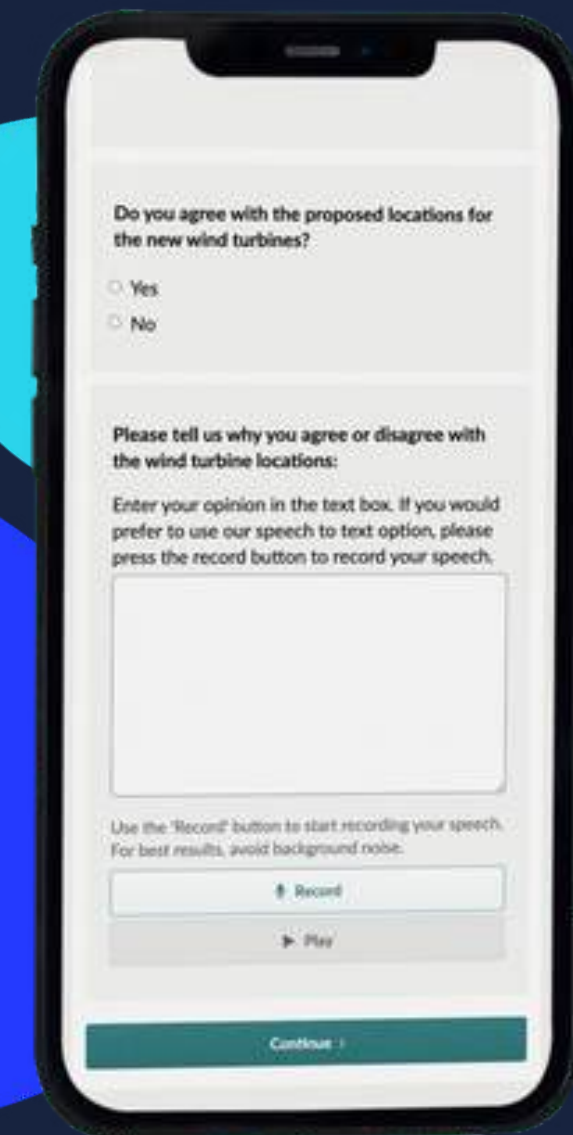 Do you agree with the proposed locations for
the new wind turbines?
Yes
No
Please tell us why you agree or disagree with
the wind turbine locations:
Enter your opinion in the text box. If you would
prefer to use our speech to text option, please
press the record button to record your speech.
Use the 'Record' button to start recording your speech.
For best results, avoid background noise.
Record
Play
Continue ›